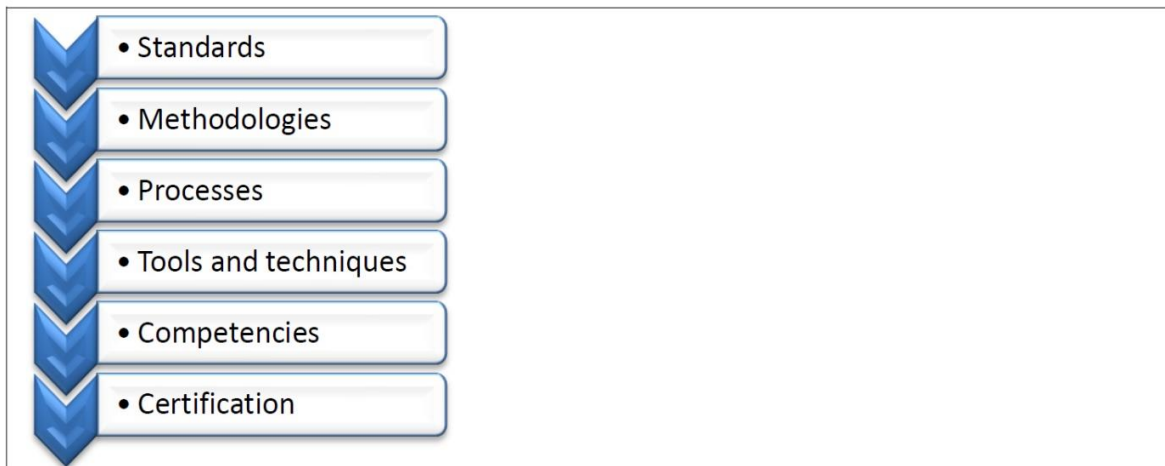 • Standards
• Methodologies
• Processes
• Tools and techniques
• Competencies
• Certification